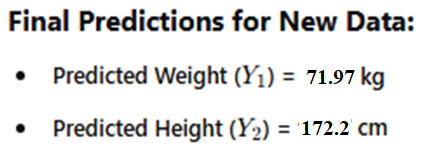 Final Predictions for New Data:
• Predicted Weight (Y₁) = 71.97 kg
• Predicted Height (Y₂) = 172.2 cm